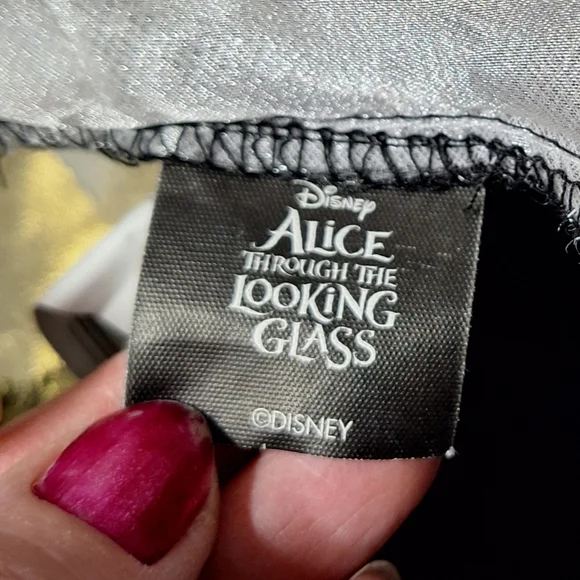 Disney
ALiCE
THROUGH THE
LOOKiNG
GLASS
©DISNEY